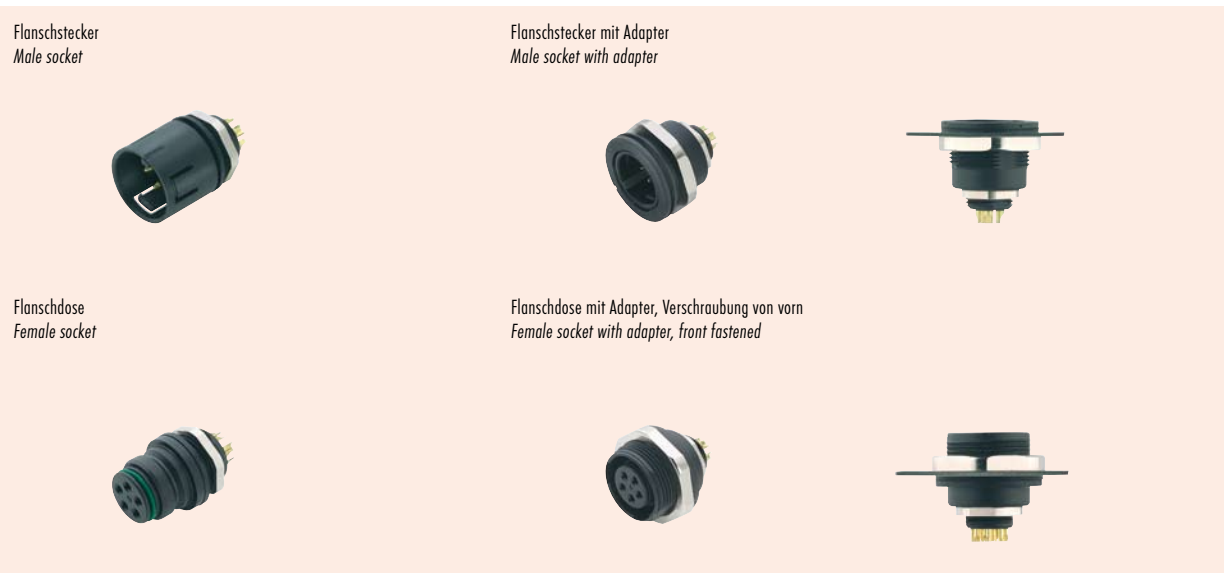 Flanschstecker
Male socket
Flanschstecker mit Adapter
Male socket with adapter
Flanschdose
Female socket
Flanschdose mit Adapter, Verschraubung von vorn
Female socket with adapter, front fastened